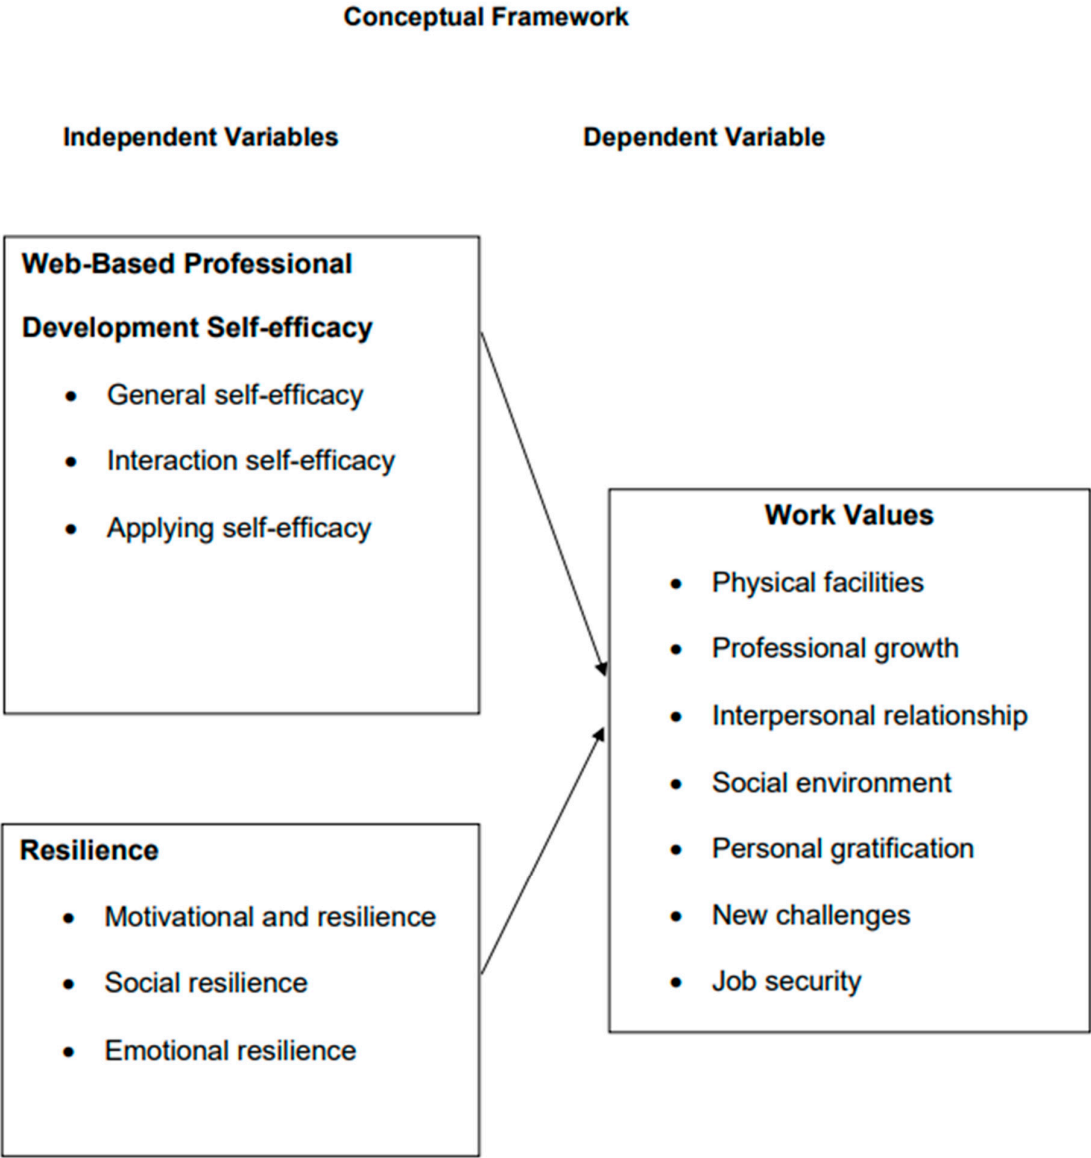 Conceptual Framework
Independent Variables
Dependent Variable
Web-Based Professional
Development Self-efficacy
• General self-efficacy
• Interaction self-efficacy
• Applying self-efficacy
Resilience
• Motivational and resilience
• Social resilience
• Emotional resilience
Work Values
• Physical facilities
• Professional growth
• Interpersonal relationship
• Social environment
• Personal gratification
• New challenges
• Job security